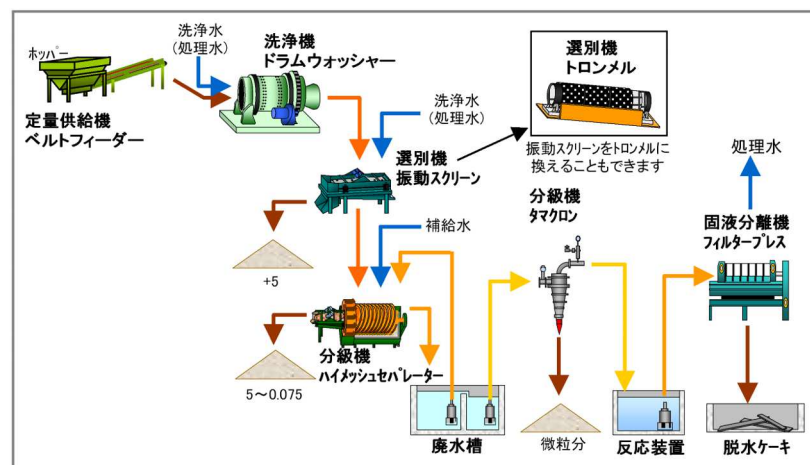 ホッパー
定量供給機
ベルトフィーダー
洗浄水
(処理水)
洗浄機
ドラムウォッシャー
洗浄水
(処理水)
選別機
トロンメル
振動スクリーンをトロンメルに
換えることもできます
選別機
振動スクリーン
+5
補給水
分級機
ハイメッシュセパレーター
5～0.075
廃水槽
分級機
タマクロン
微粒分
反応装置
処理水
固液分離機
フィルタープレス
脱水ケーキ